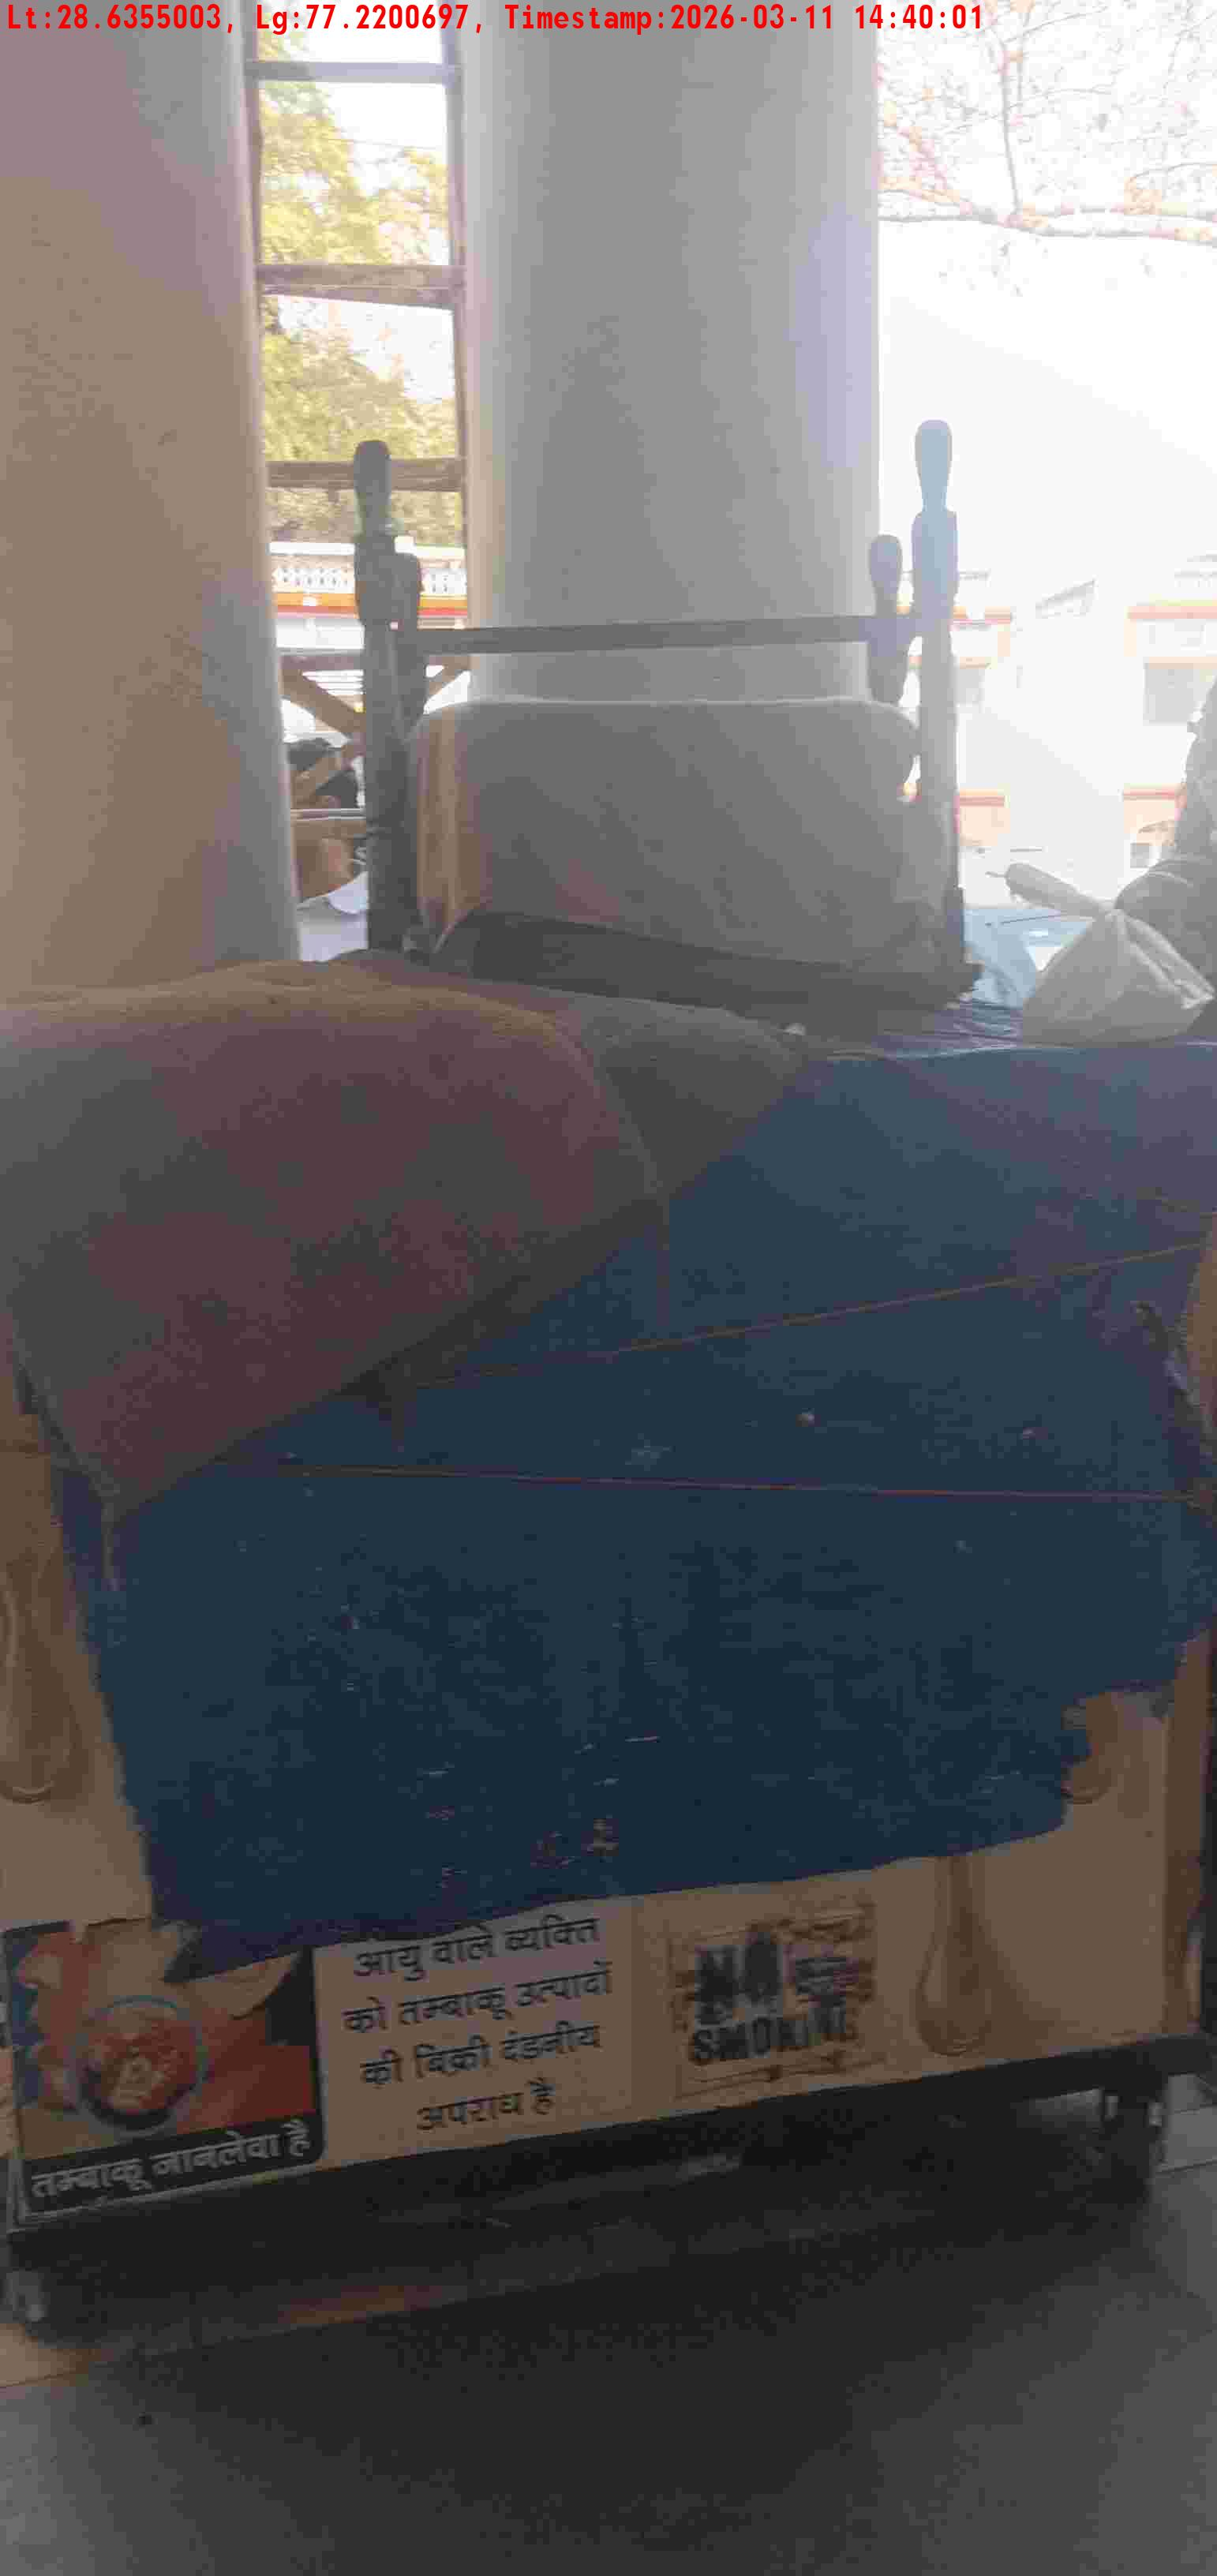 Lt:28.6355003, Lg:77.2200697, Timestamp:2026-03-11 14:40:01
आयु वाले व्यक्ति
को तम्बाकू उत्पादों
की बिक्री दंडनीय
अपराध है
NO
SMOKING
तम्बाकू जानलेवा है